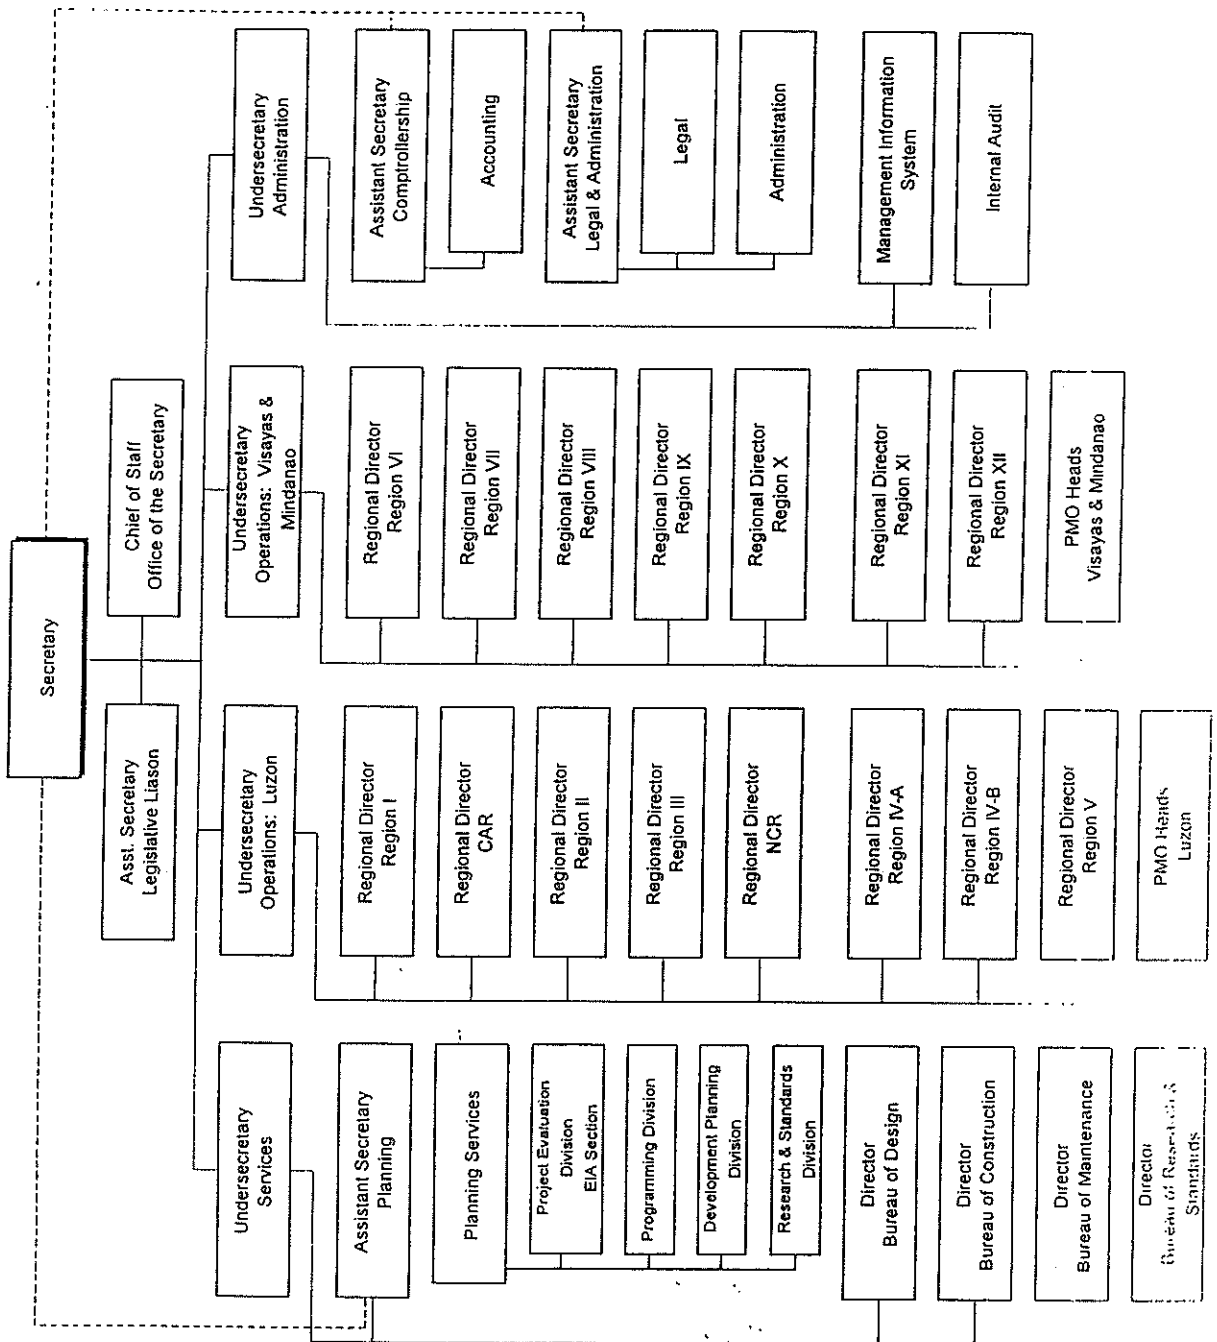 Secretary
Asst. Secretary
Legislative Liason
Chief of Staff
Office of the Secretary
Undersecretary
Services
Assistant Secretary
Planning
Planning Services
Project Evaluation
Division
EIA Section
Programming Division
Development Planning
Division
Research & Standards
Division
Director
Bureau of Design
Director
Bureau of Construction
Director
Bureau of Maintenance
Director
Bureau of Research &
Standards
Undersecretary
Operations: Luzon
Regional Director
Region I
Regional Director
CAR
Regional Director
Region II
Regional Director
Region III
Regional Director
NCR
Regional Director
Region IV-A
Regional Director
Region IV-B
Regional Director
Region V
PMO Heads
Luzon
Undersecretary
Operations: Visayas &
Mindanao
Regional Director
Region VI
Regional Director
Region VII
Regional Director
Region VIII
Regional Director
Region IX
Regional Director
Region X
Regional Director
Region XI
Regional Director
Region XII
PMO Heads
Visayas & Mindanao
Undersecretary
Administration
Assistant Secretary
Comptrollership
Accounting
Assistant Secretary
Legal & Administration
Legal
Administration
Management Information
System
Internal Audit